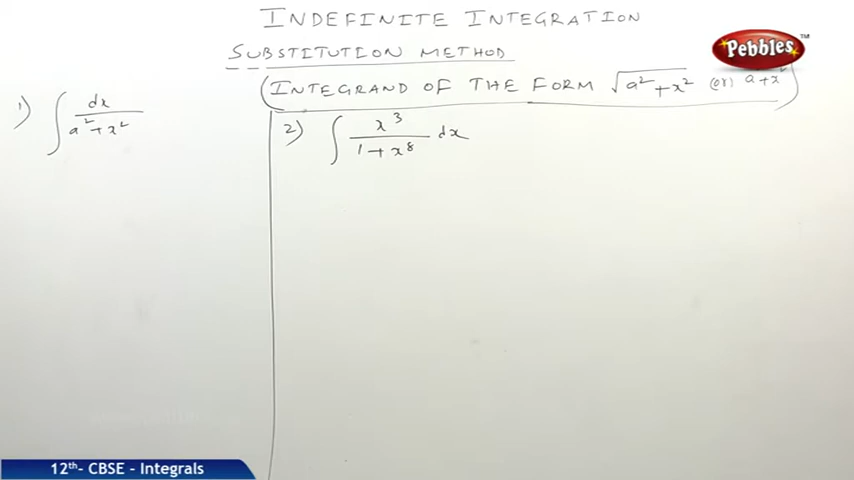 INDEFINITE INTEGRATION
SUBSTITUTION METHOD
Pebbles
(INTEGRAND OF THE FORM √a²+x² (or) a+x²)
1) ∫ dx / a²+x²
2) ∫ x³ / 1+x⁸ dx
12th- CBSE - Integrals